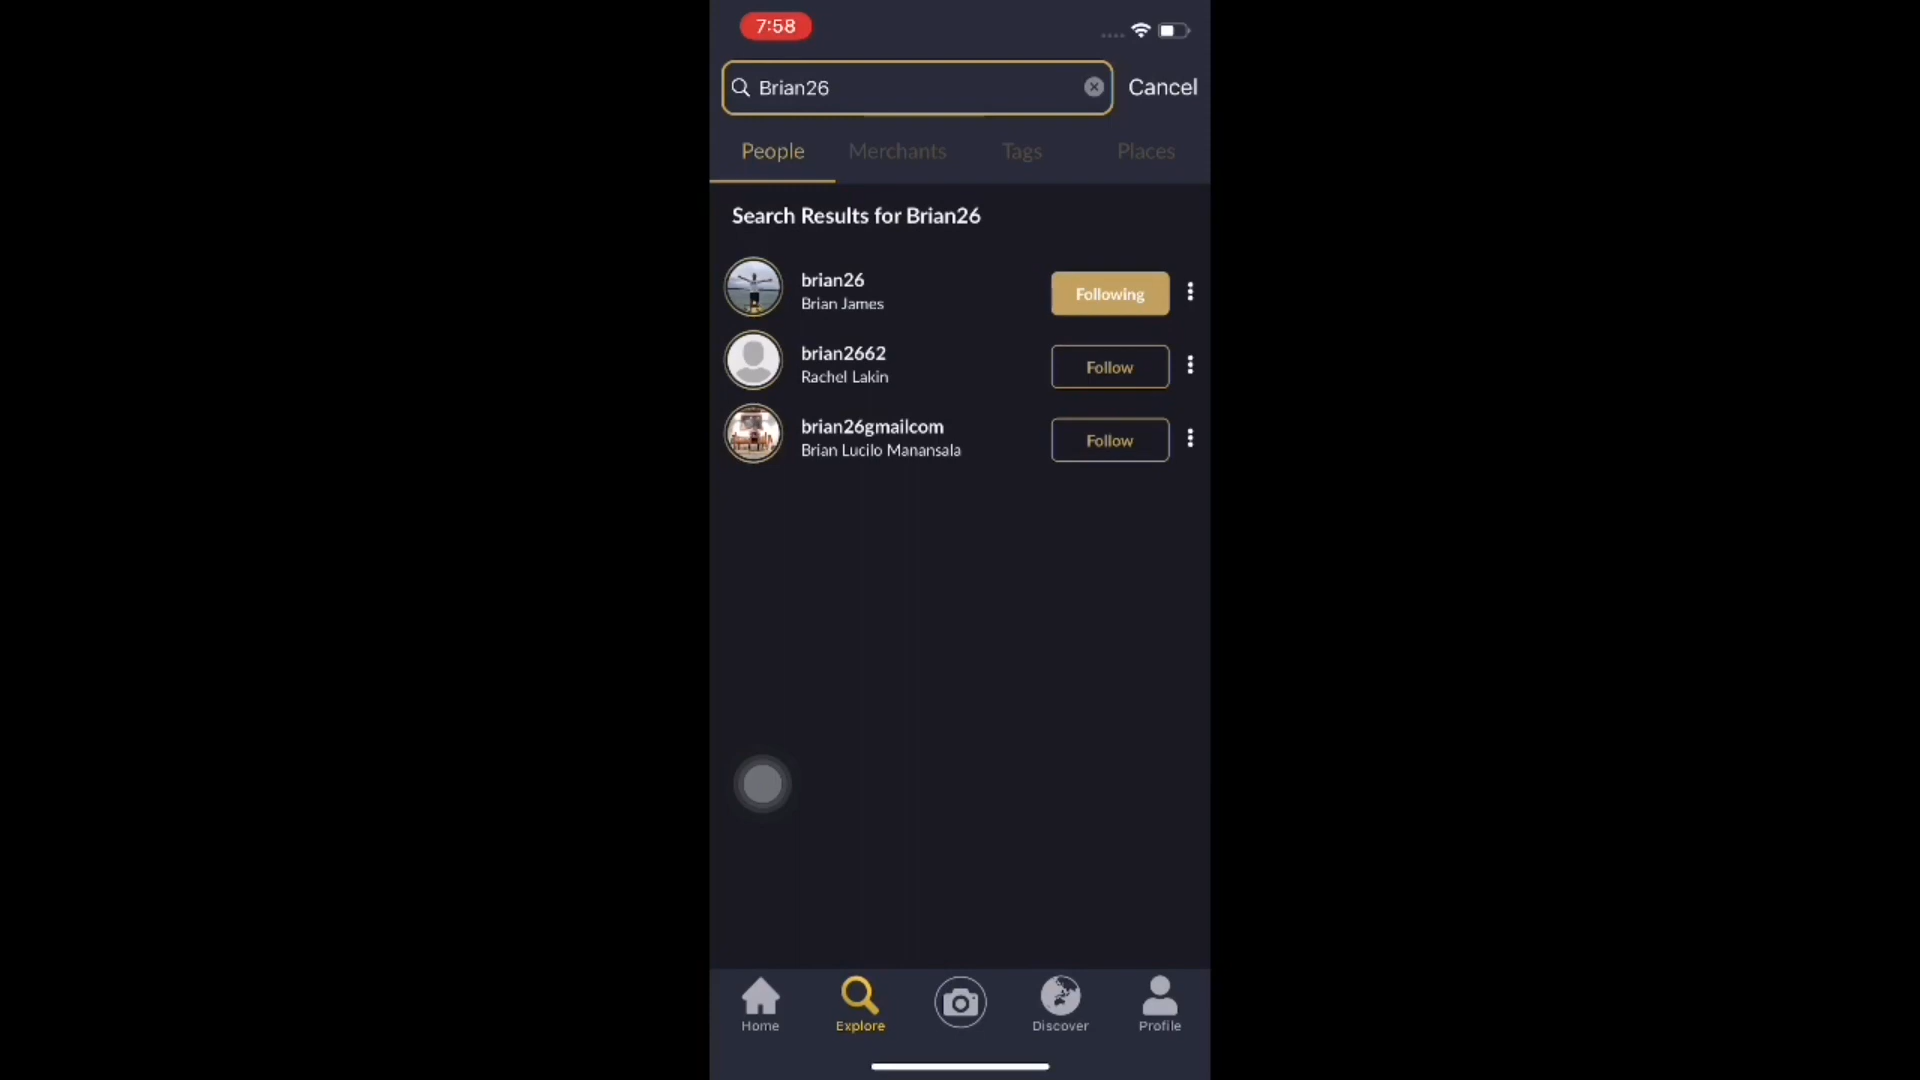 7:58
Brian26
Cancel
People Merchants Tags Places
Search Results for Brian26
brian26
Brian James
Following
brian2662
Rachel Lakin
Follow
brian26gmailcom
Brian Lucilo Manansala
Follow
Home Explore Discover Profile